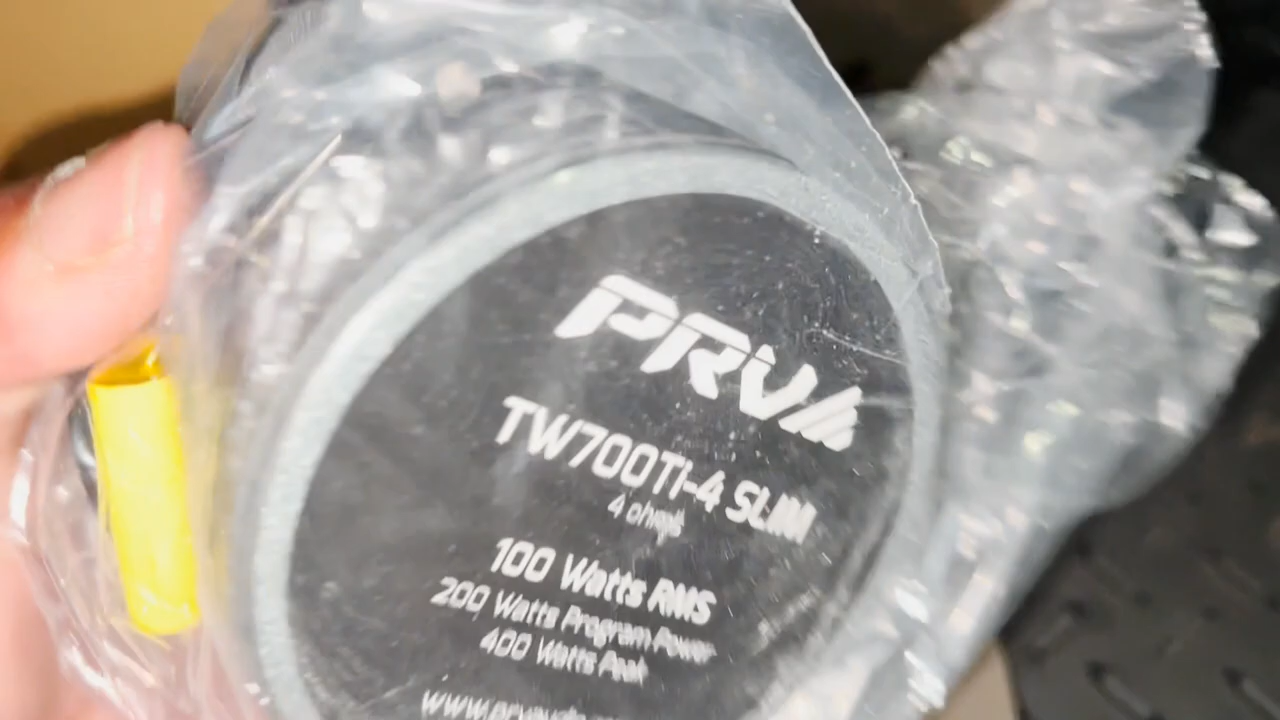 PRV
TW700Ti-4 SLIM
4 ohms
100 Watts RMS
200 Watts Program Power
400 Watts Peak